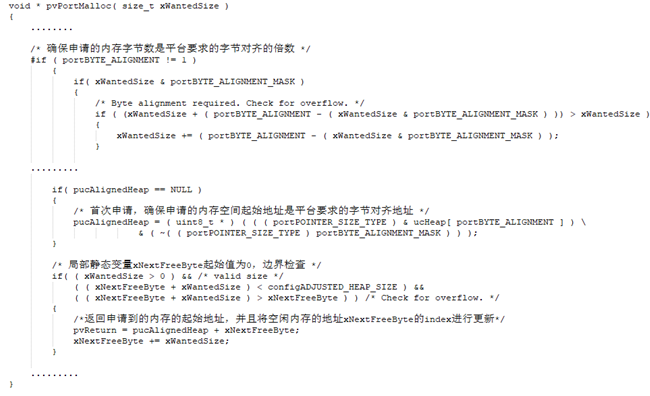 void * pvPortMalloc( size_t xWantedSize )
{
........
/* 确保申请的内存字节数是平台要求的字节对齐的倍数 */
#if ( portBYTE_ALIGNMENT != 1 )
{
if( xWantedSize & portBYTE_ALIGNMENT_MASK )
{
/* Byte alignment required. Check for overflow. */
if ( (xWantedSize + ( portBYTE_ALIGNMENT - ( xWantedSize & portBYTE_ALIGNMENT_MASK ) )) > xWantedSize )
{
xWantedSize += ( portBYTE_ALIGNMENT - ( xWantedSize & portBYTE_ALIGNMENT_MASK ) );
}
.........
if( pucAlignedHeap == NULL )
{
/* 首次申请，确保申请的内存空间起始地址是平台要求的字节对齐地址 */
pucAlignedHeap = ( uint8_t * ) ( ( ( portPOINTER_SIZE_TYPE ) & ucHeap[ portBYTE_ALIGNMENT ] ) \
& ( ~( ( portPOINTER_SIZE_TYPE ) portBYTE_ALIGNMENT_MASK ) ) );
}
/* 局部静态变量xNextFreeByte起始值为0，边界检查 */
if( ( xWantedSize > 0 ) && /* valid size */
( ( xNextFreeByte + xWantedSize ) < configADJUSTED_HEAP_SIZE ) &&
( ( xNextFreeByte + xWantedSize ) > xNextFreeByte ) ) /* Check for overflow. */
{
/*返回申请到的内存的起始地址，并且将空闲内存的地址xNextFreeByte的index进行更新*/
pvReturn = pucAlignedHeap + xNextFreeByte;
xNextFreeByte += xWantedSize;
}
.........
}